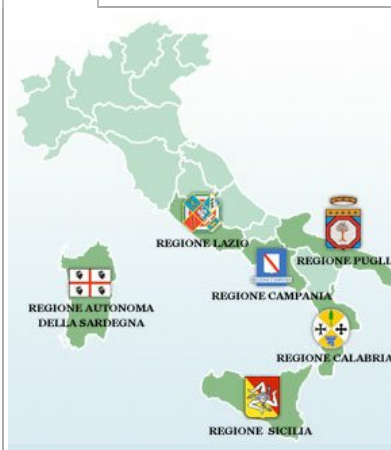 REGIONE LAZIO
REGIONE PUGLI
REGIONE CAMPANIA
REGIONE AUTONOMA
DELLA SARDEGNA
REGIONE CALABRIA
REGIONE SICILIA